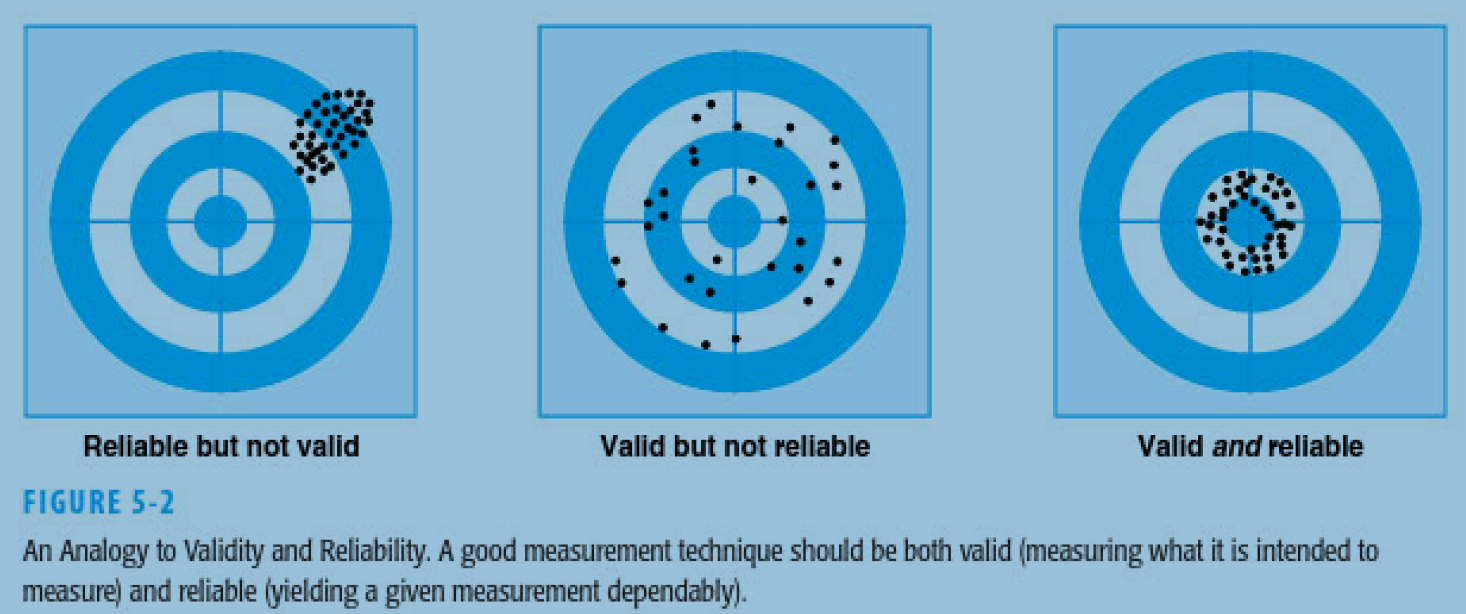 Reliable but not valid
Valid but not reliable
Valid and reliable
FIGURE 5-2
An Analogy to Validity and Reliability. A good measurement technique should be both valid (measuring what it is intended to
measure) and reliable (yielding a given measurement dependably).